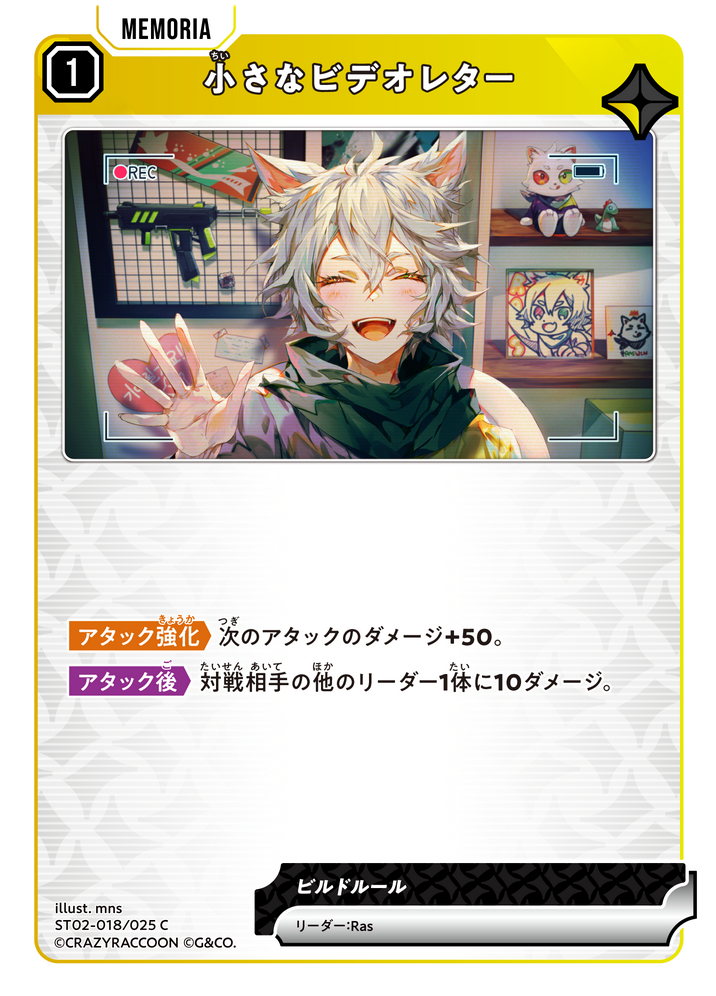 MEMORIA
1
小さなビデオレター
ちい
REC
アタック強化 次のアタックのダメージ+50。
きょうか つぎ
アタック後 対戦相手の他のリーダー1体に10ダメージ。
ご たいせん あいて ほか たい
ビルドルール
リーダー:Ras
illust. mns
ST02-018/025 C
©CRAZYRACCOON ©G&CO.